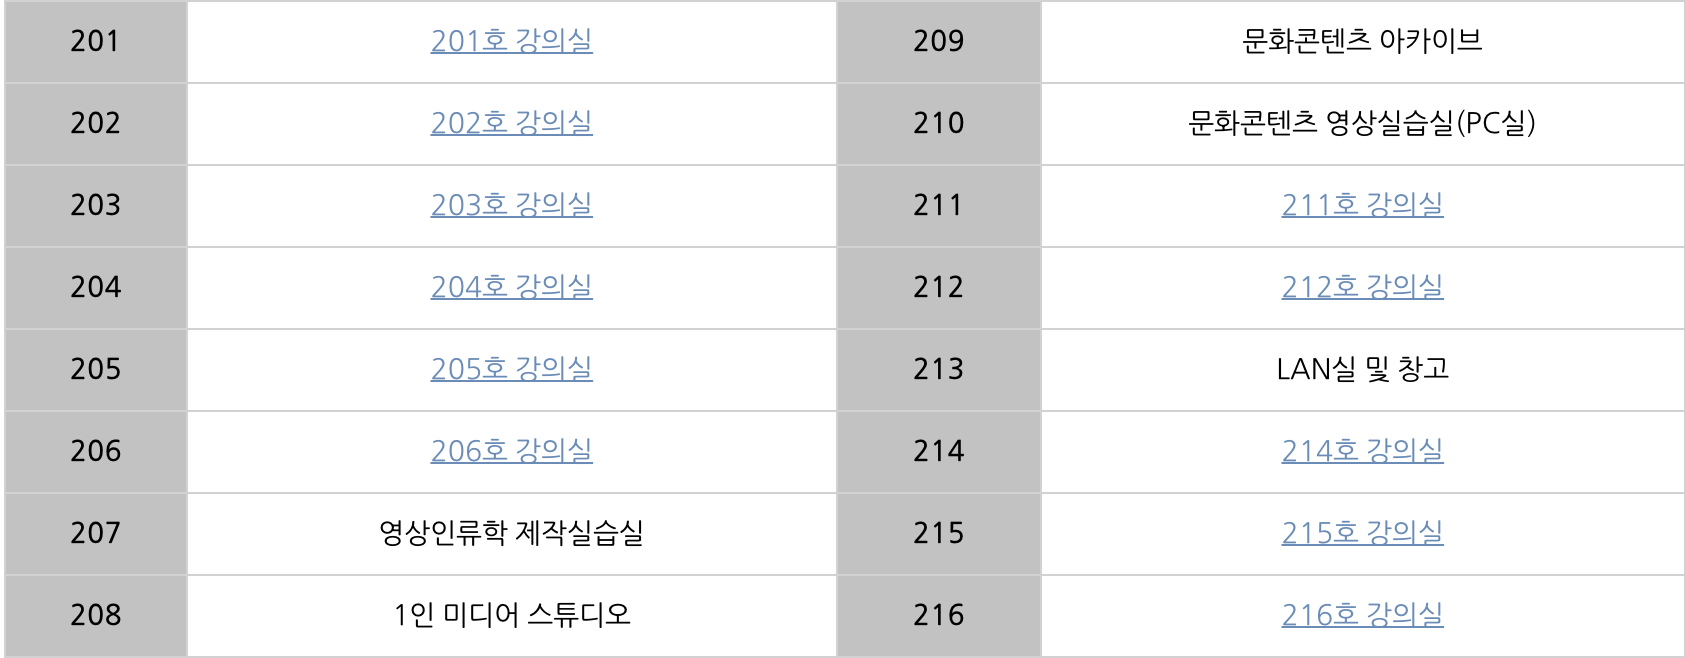 201 201호 강의실 209 문화콘텐츠 아카이브
202 202호 강의실 210 문화콘텐츠 영상실습실(PC실)
203 203호 강의실 211 211호 강의실
204 204호 강의실 212 212호 강의실
205 205호 강의실 213 LAN실 및 창고
206 206호 강의실 214 214호 강의실
207 영상인류학 제작실습실 215 215호 강의실
208 1인 미디어 스튜디오 216 216호 강의실